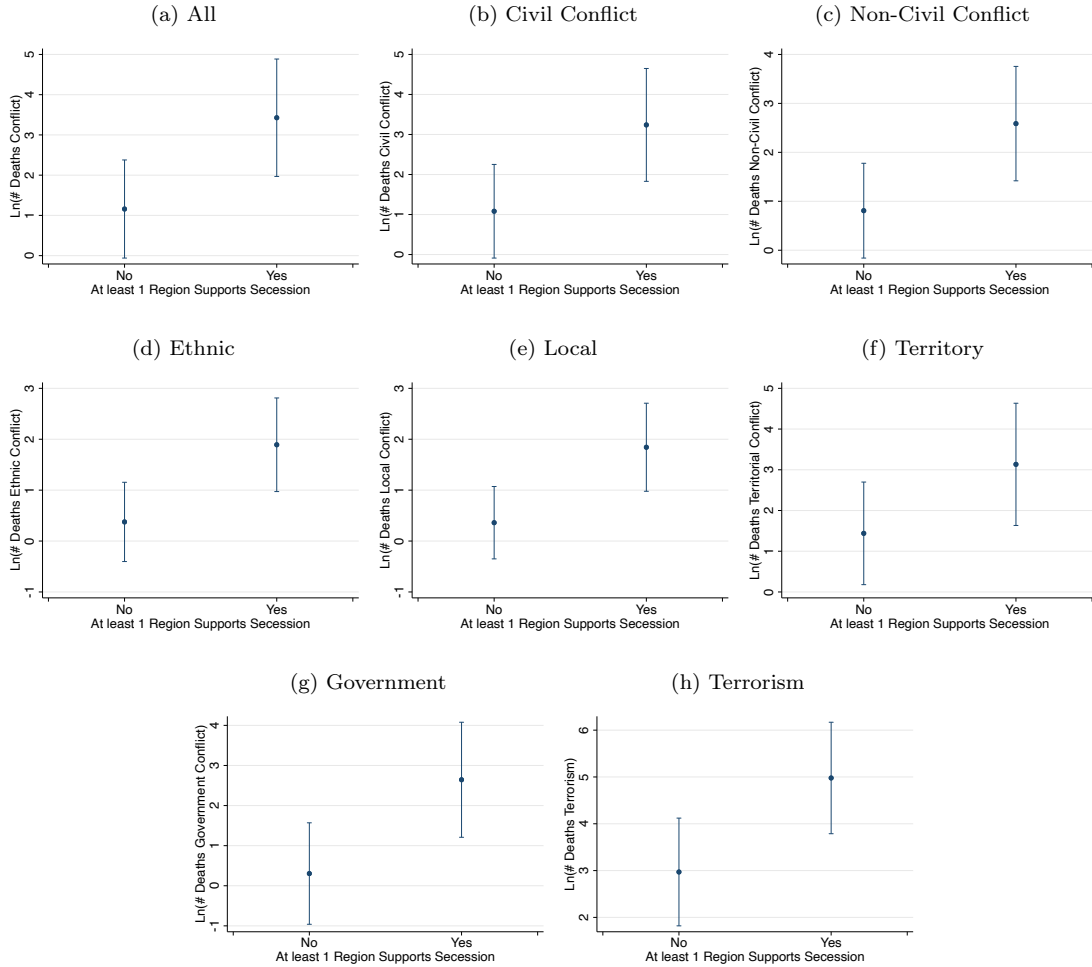 (a) All
Ln(# Deaths Conflict)
5
4
3
2
1
0
No Yes
At least 1 Region Supports Secession
(b) Civil Conflict
Ln(# Deaths Civil Conflict)
5
4
3
2
1
0
No Yes
At least 1 Region Supports Secession
(c) Non-Civil Conflict
Ln(# Deaths Non-Civil Conflict)
4
3
2
1
0
No Yes
At least 1 Region Supports Secession
(d) Ethnic
Ln(# Deaths Ethnic Conflict)
3
2
1
0
-1
No Yes
At least 1 Region Supports Secession
(e) Local
Ln(# Deaths Local Conflict)
3
2
1
0
-1
No Yes
At least 1 Region Supports Secession
(f) Territory
Ln(# Deaths Territorial Conflict)
5
4
3
2
1
0
No Yes
At least 1 Region Supports Secession
(g) Government
Ln(# Deaths Government Conflict)
4
3
2
1
0
-1
No Yes
At least 1 Region Supports Secession
(h) Terrorism
Ln(# Deaths Terrorism)
6
5
4
3
2
No Yes
At least 1 Region Supports Secession